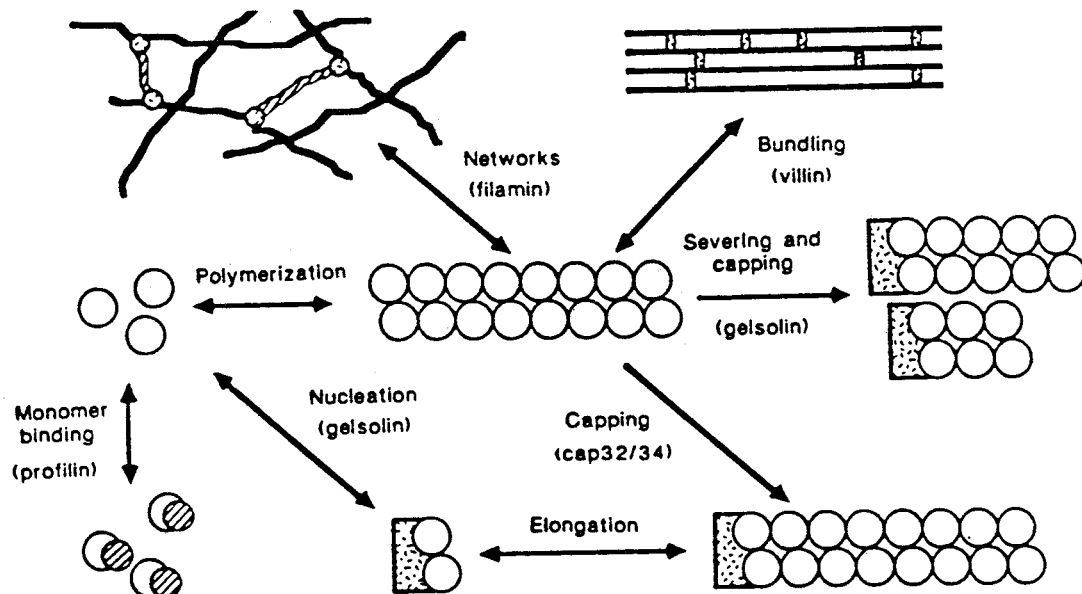 Networks
(filamin)
Bundling
(villin)
Severing and
capping
(gelsolin)
Polymerization
Nucleation
(gelsolin)
Monomer
binding
(profilin)
Capping
(cap32/34)
Elongation